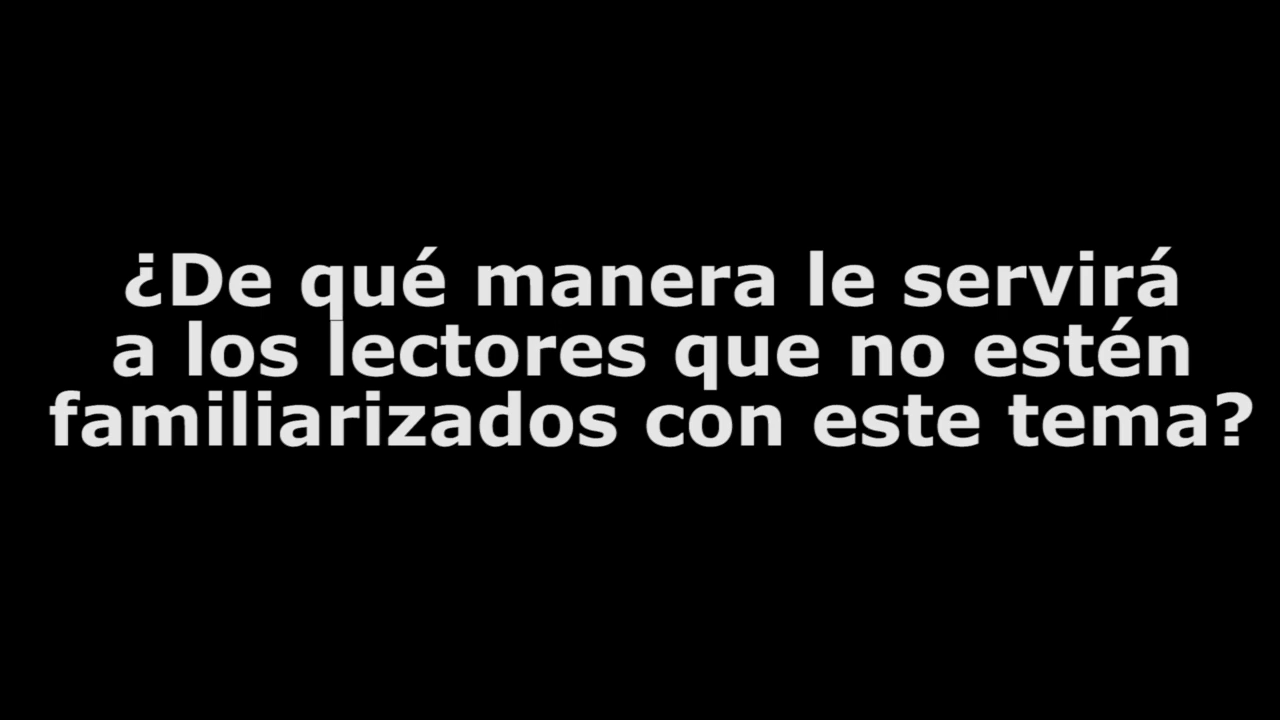 ¿De qué manera le servirá
a los lectores que no estén
familiarizados con este tema?